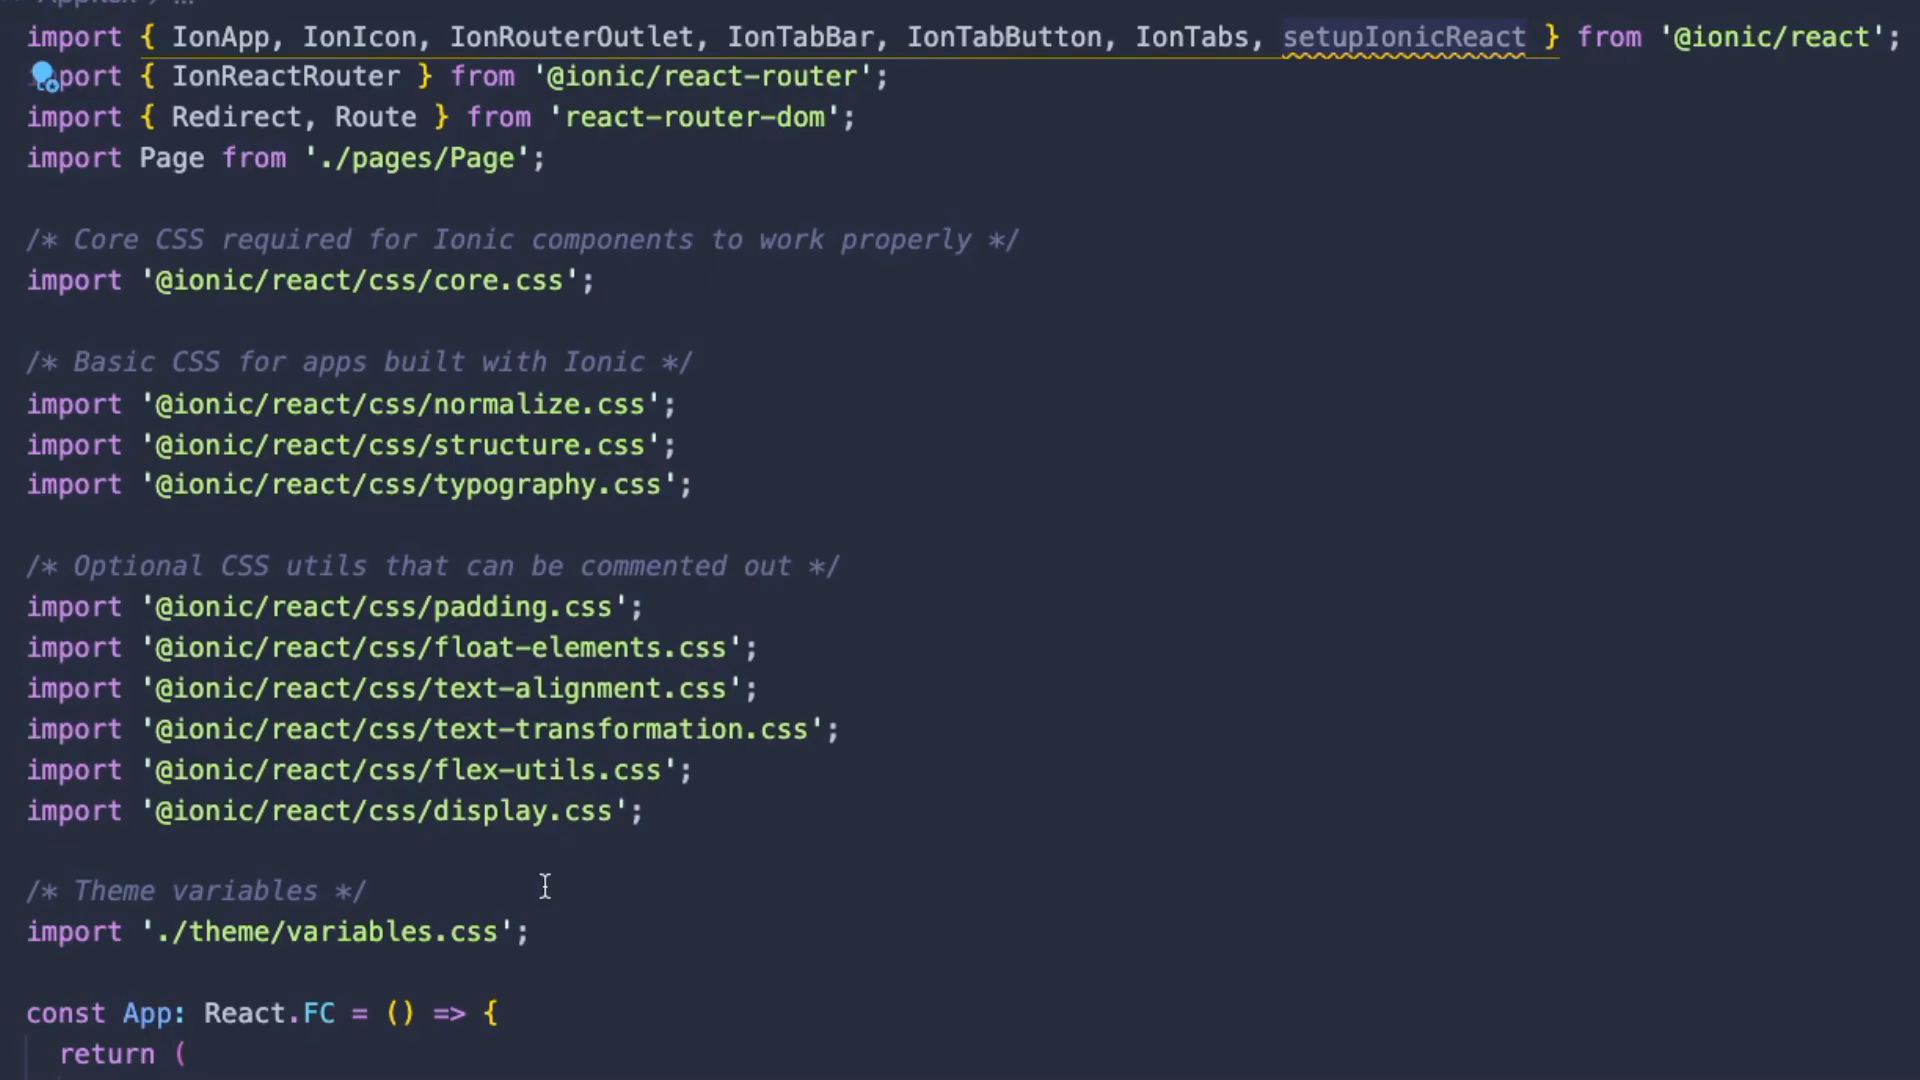 import { IonApp, IonIcon, IonRouterOutlet, IonTabBar, IonTabButton, IonTabs, setupIonicReact } from '@ionic/react';
import { IonReactRouter } from '@ionic/react-router';
import { Redirect, Route } from 'react-router-dom';
import Page from './pages/Page';
/* Core CSS required for Ionic components to work properly */
import '@ionic/react/css/core.css';
/* Basic CSS for apps built with Ionic */
import '@ionic/react/css/normalize.css';
import '@ionic/react/css/structure.css';
import '@ionic/react/css/typography.css';
/* Optional CSS utils that can be commented out */
import '@ionic/react/css/padding.css';
import '@ionic/react/css/float-elements.css';
import '@ionic/react/css/text-alignment.css';
import '@ionic/react/css/text-transformation.css';
import '@ionic/react/css/flex-utils.css';
import '@ionic/react/css/display.css';
/* Theme variables */
import './theme/variables.css';
const App: React.FC = () => {
return (